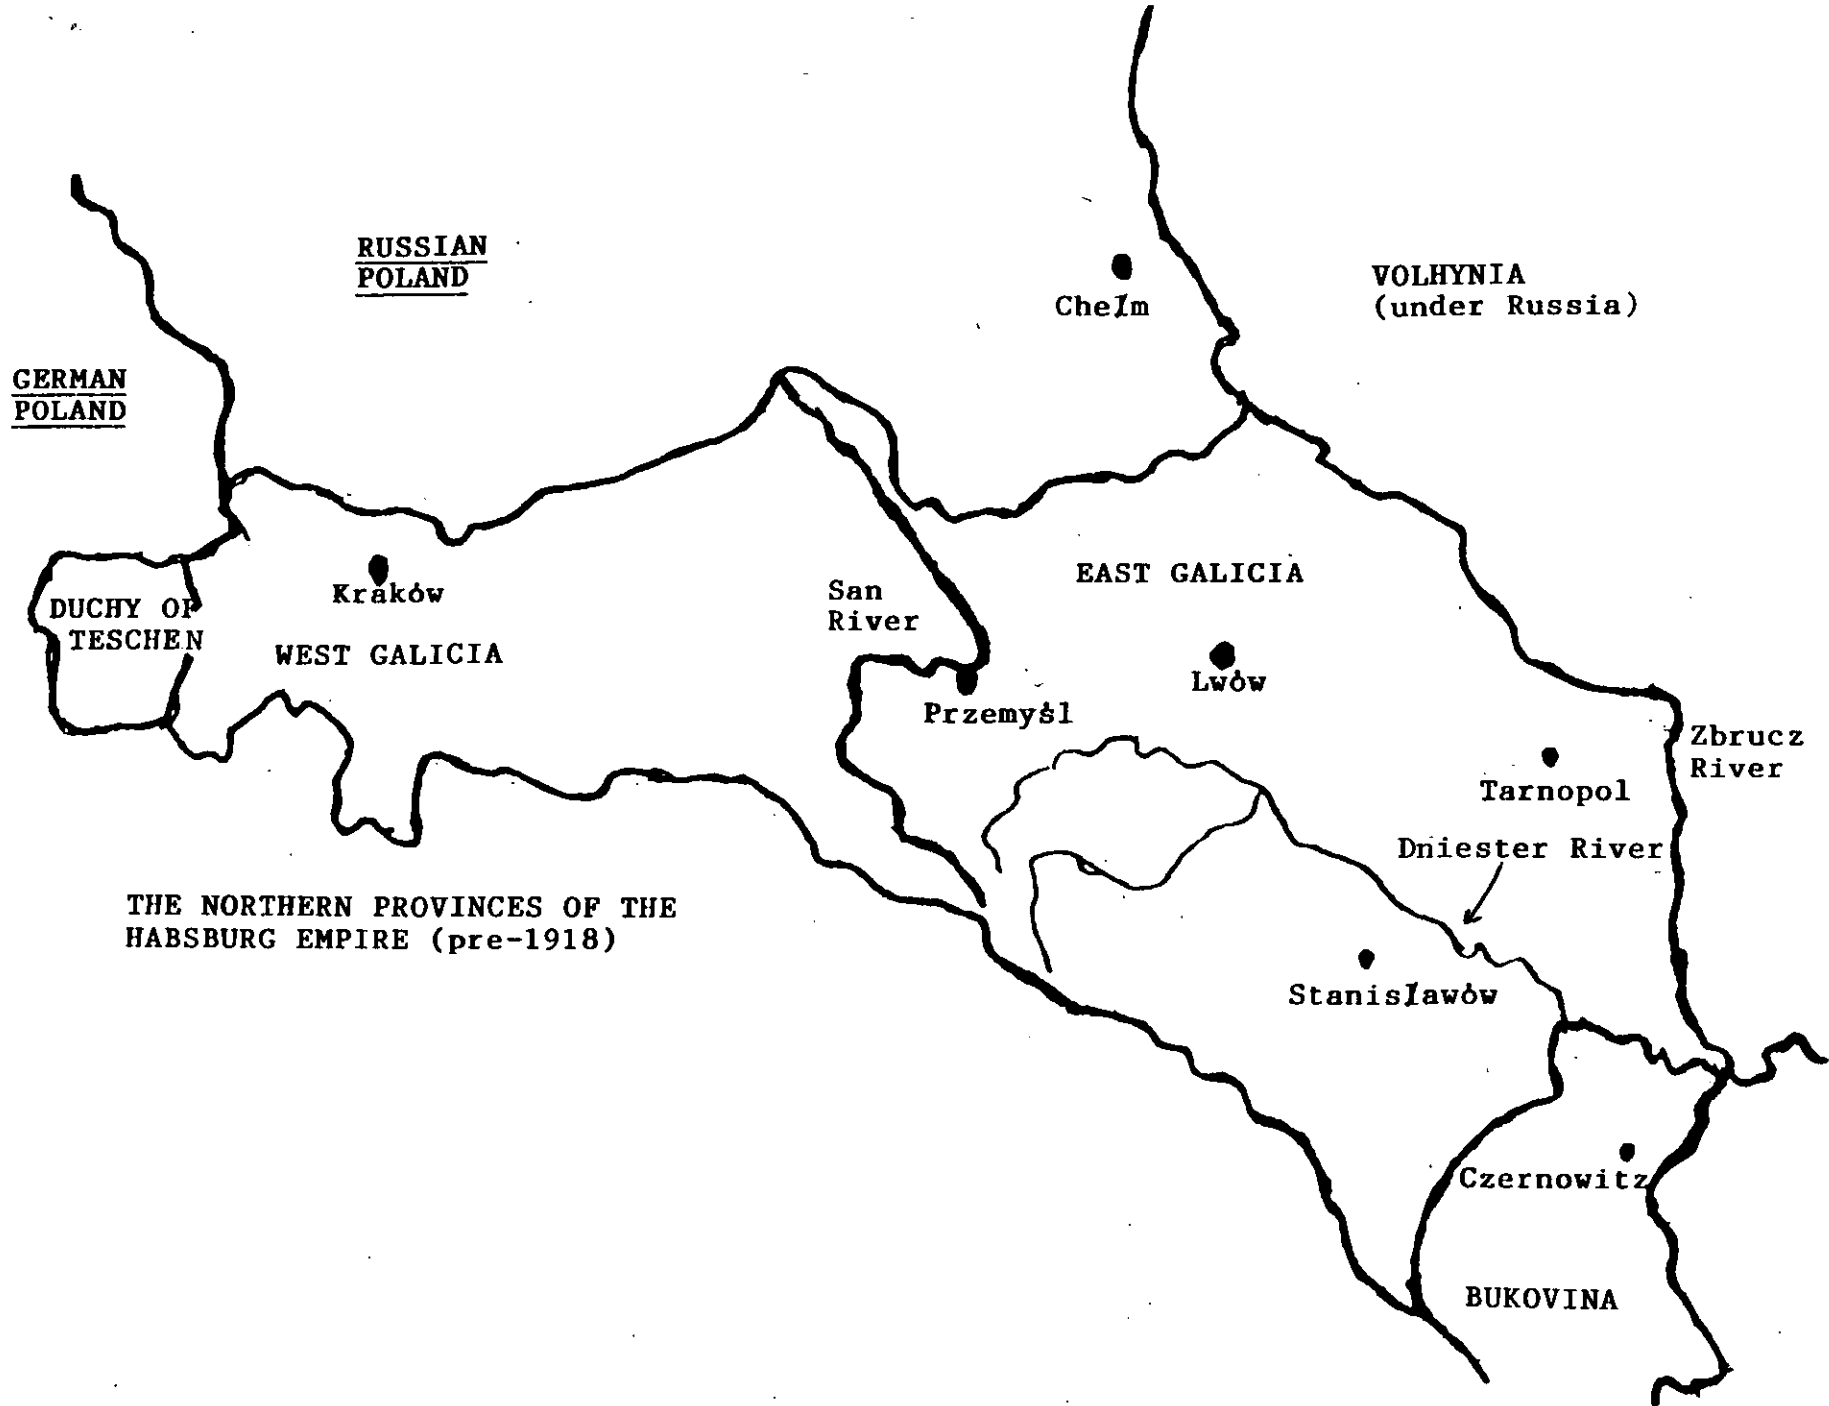 RUSSIAN
POLAND
Chełm
VOLHYNIA
(under Russia)
GERMAN
POLAND
DUCHY OF
TESCHEN
Kraków
WEST GALICIA
San
River
EAST GALICIA
Lwów
Przemyśl
Zbrucz
River
Tarnopol
Dniester River
THE NORTHERN PROVINCES OF THE
HABSBURG EMPIRE (pre-1918)
Stanisławów
Czernowitz
BUKOVINA